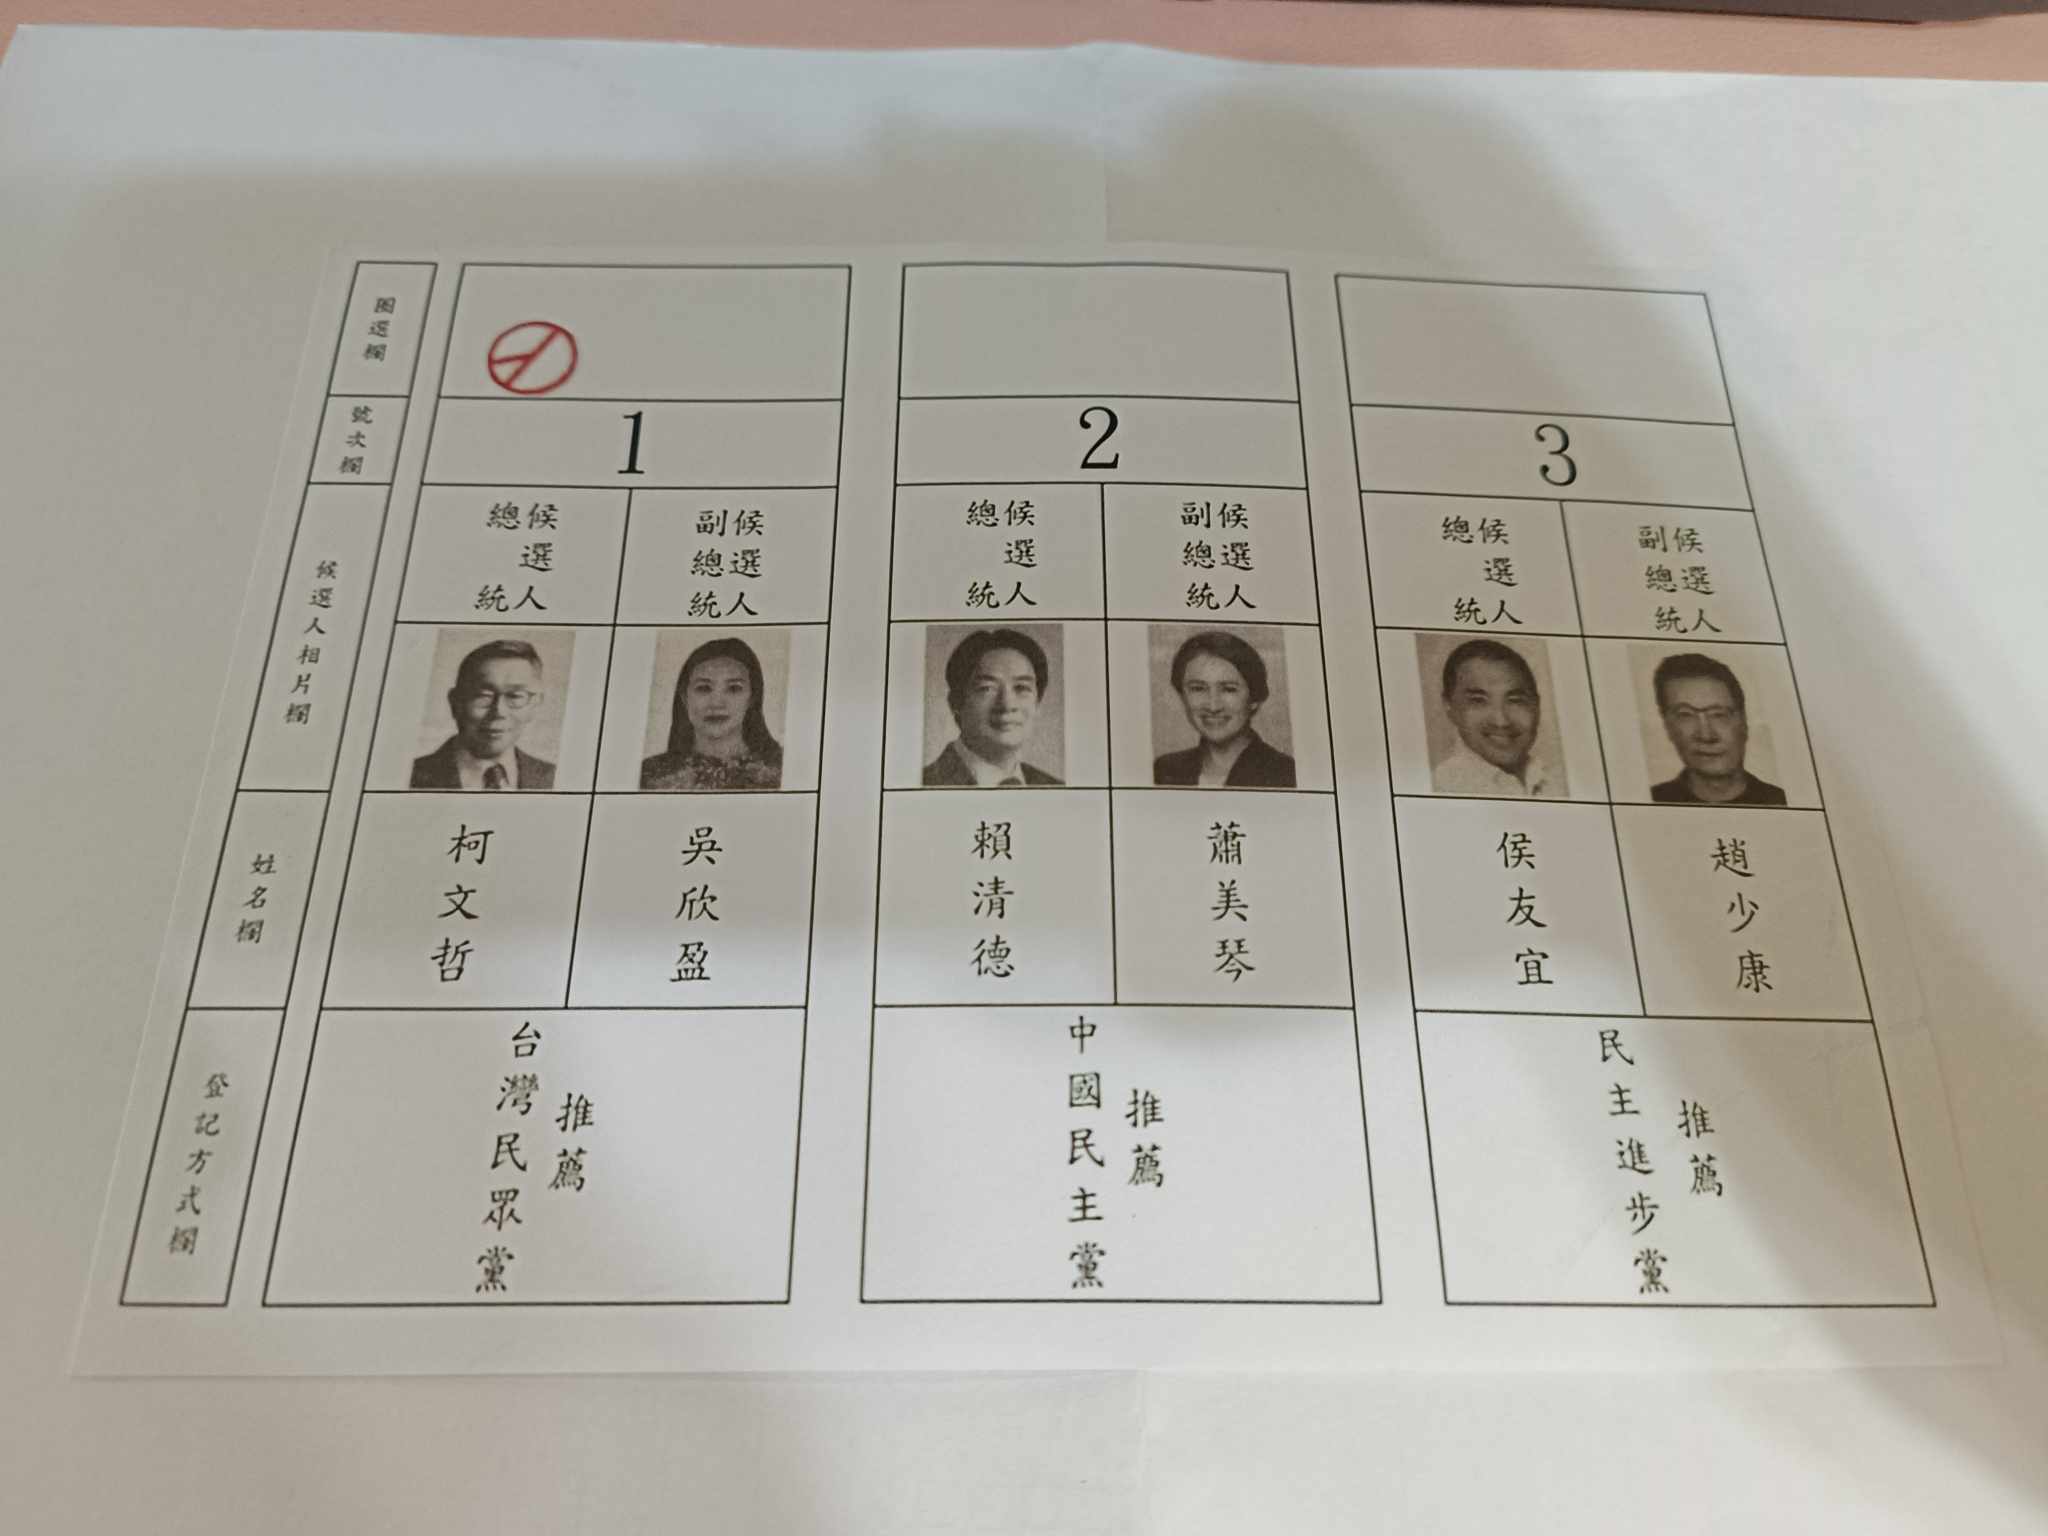 圈選欄
號次欄
候選人相片欄
姓名欄
登記方式欄
1
總統候選人
副總統候選人
柯文哲
吳欣盈
台灣民眾黨
推薦
2
總統候選人
副總統候選人
賴清德
蕭美琴
中國民主黨
推薦
3
總統候選人
副總統候選人
侯友宜
趙少康
民主進步黨
推薦